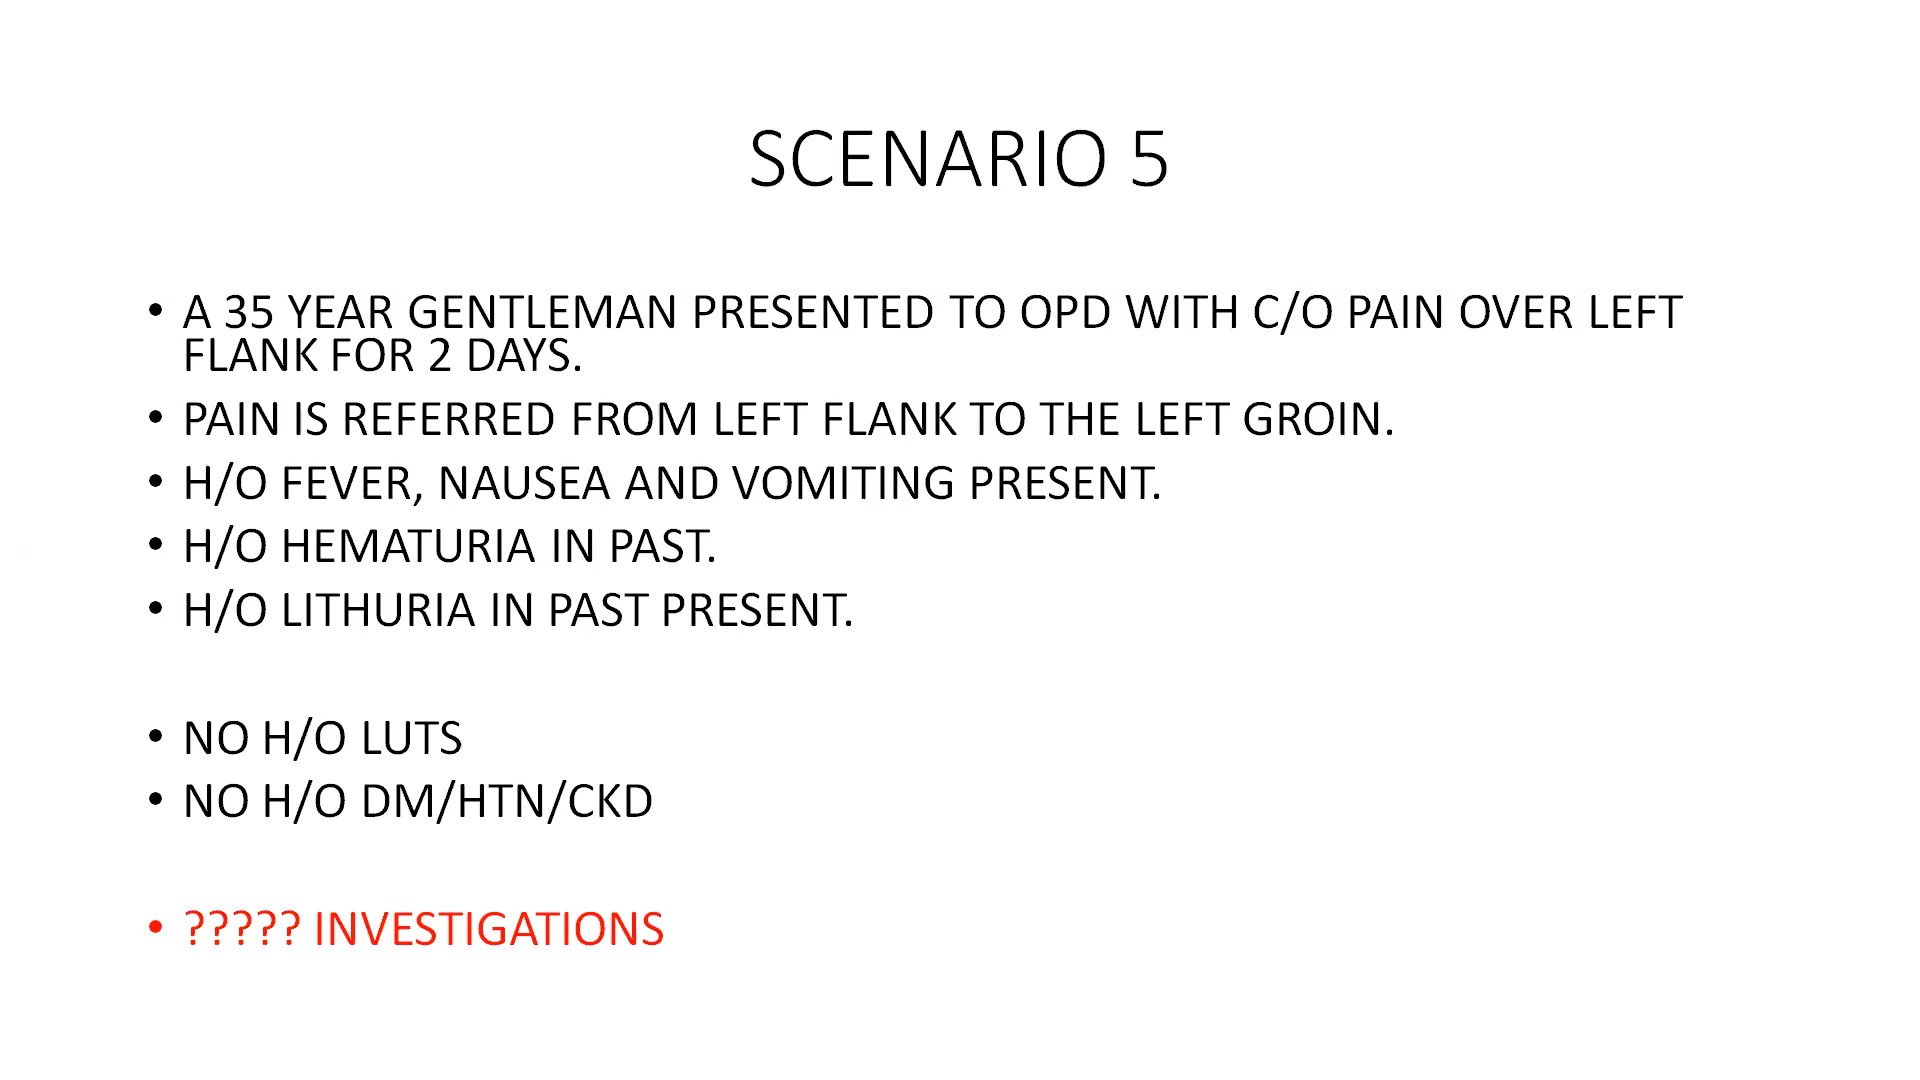 SCENARIO 5
• A 35 YEAR GENTLEMAN PRESENTED TO OPD WITH C/O PAIN OVER LEFT
FLANK FOR 2 DAYS.
• PAIN IS REFERRED FROM LEFT FLANK TO THE LEFT GROIN.
• H/O FEVER, NAUSEA AND VOMITING PRESENT.
• H/O HEMATURIA IN PAST.
• H/O LITHURIA IN PAST PRESENT.
• NO H/O LUTS
• NO H/O DM/HTN/CKD
• ????? INVESTIGATIONS